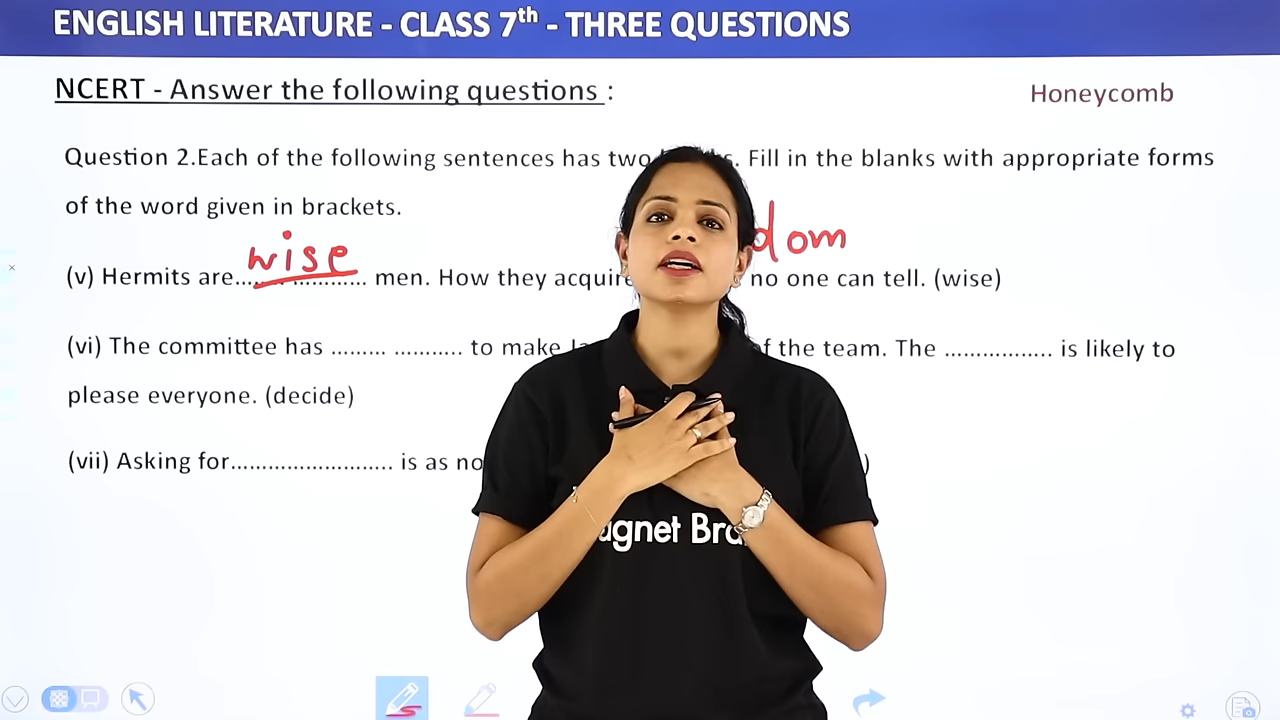 ENGLISH LITERATURE - CLASS 7th - THREE QUESTIONS
NCERT - Answer the following questions :
Honeycomb
Question 2.Each of the following sentences has two . Fill in the blanks with appropriate forms
of the word given in brackets.
wise
dom
(v) Hermits are.................... men. How they acquire no one can tell. (wise)
(vi) The committee has ......... ........... to make of the team. The ................. is likely to
please everyone. (decide)
(vii) Asking for.......................... is as )
agnet Bra